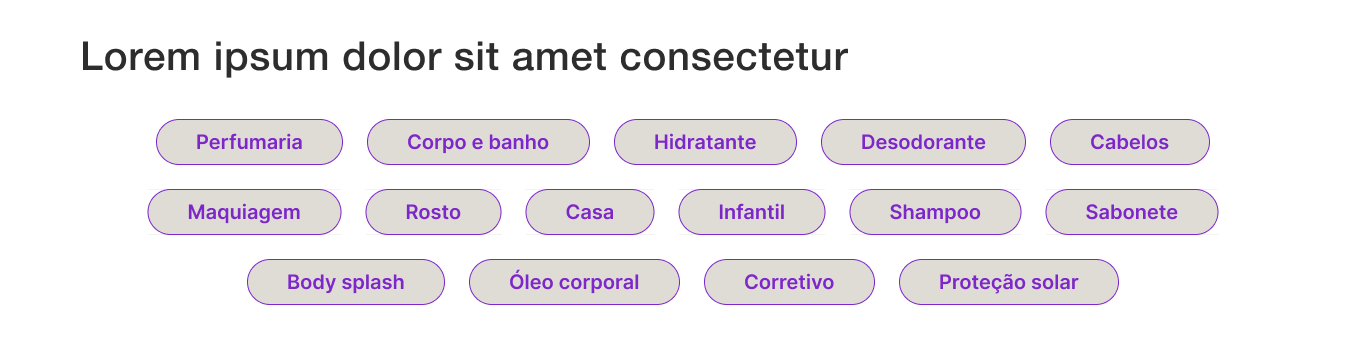 Lorem ipsum dolor sit amet consectetur
Perfumaria Corpo e banho Hidratante Desodorante Cabelos
Maquiagem Rosto Casa Infantil Shampoo Sabonete
Body splash Óleo corporal Corretivo Proteção solar